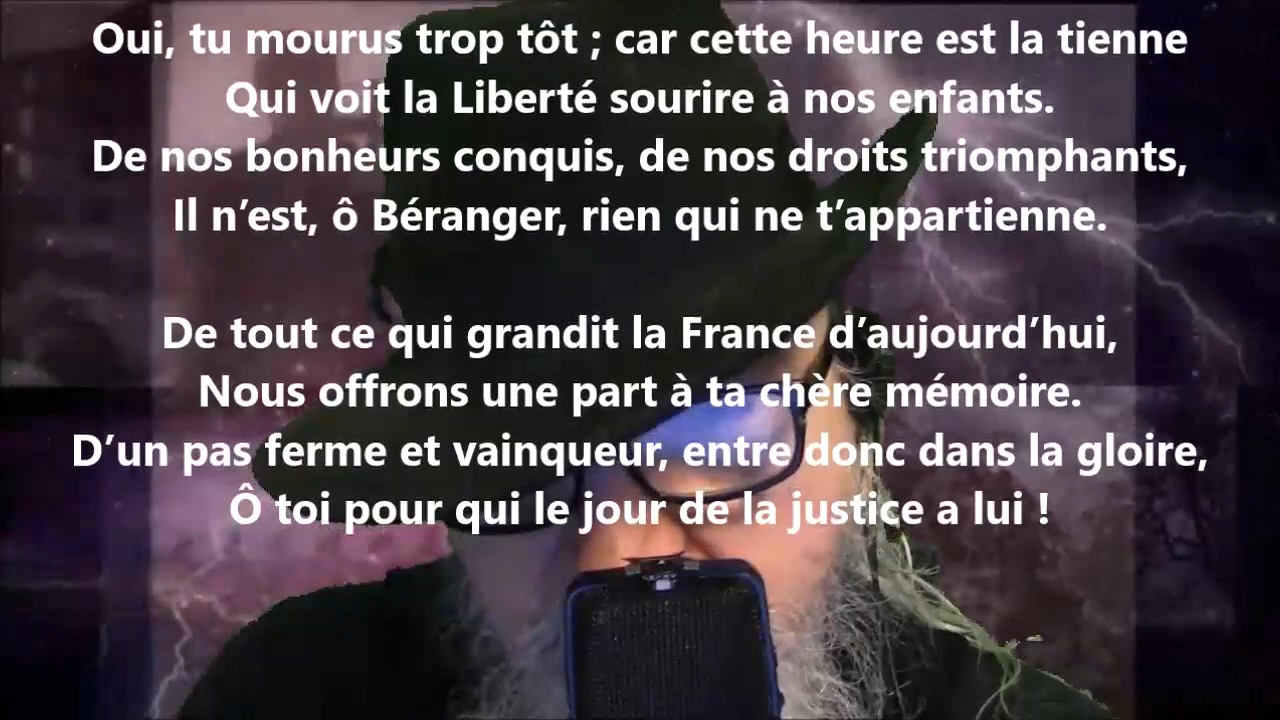 Oui, tu mourus trop tôt ; car cette heure est la tienne
Qui voit la Liberté sourire à nos enfants.
De nos bonheurs conquis, de nos droits triomphants,
Il n’est, ô Béranger, rien qui ne t’appartienne.
De tout ce qui grandit la France d’aujourd’hui,
Nous offrons une part à ta chère mémoire.
D’un pas ferme et vainqueur, entre donc dans la gloire,
Ô toi pour qui le jour de la justice a lui !